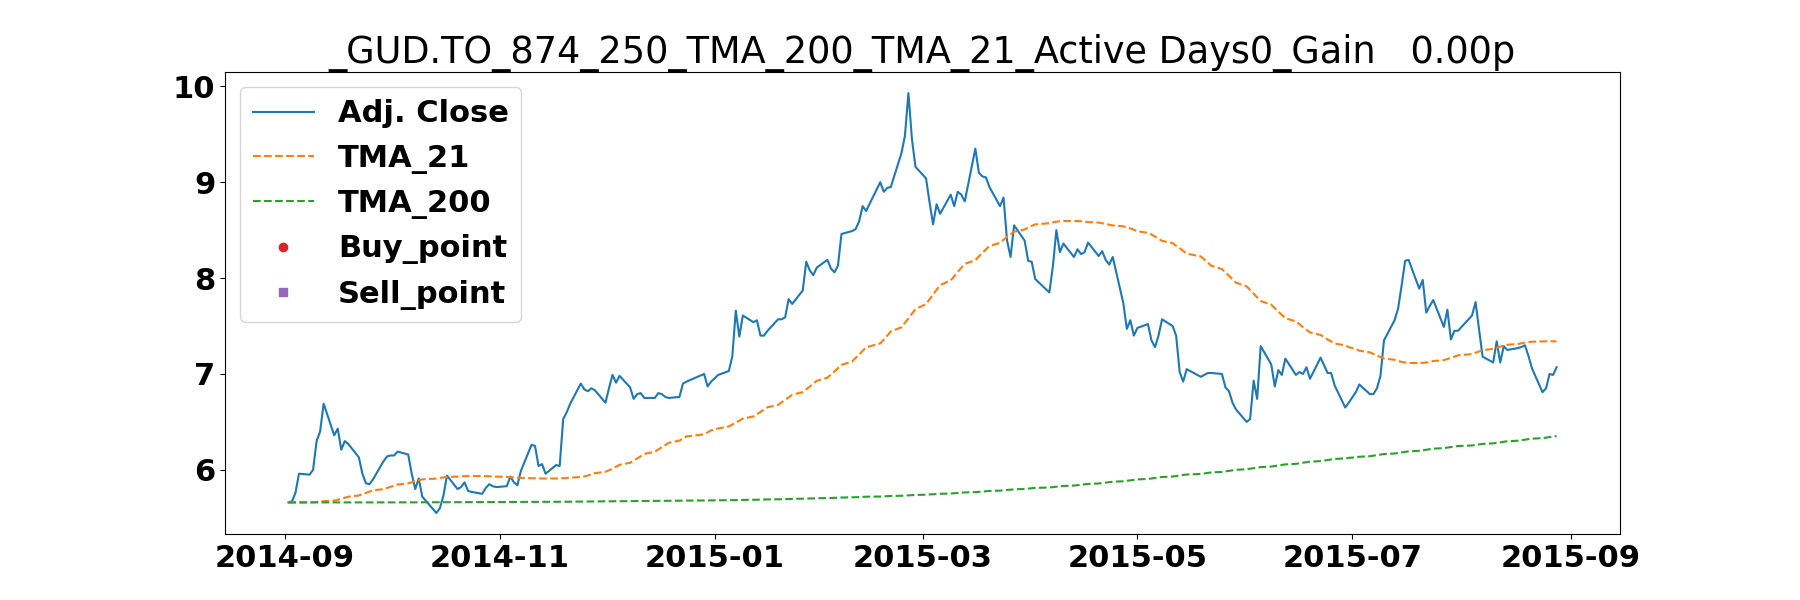 _GUD.TO_874_250_TMA_200_TMA_21_Active Days0_Gain   0.00p
10
9
8
7
6
Adj. Close
TMA_21
TMA_200
Buy_point
Sell_point
2014-09 2014-11 2015-01 2015-03 2015-05 2015-07 2015-09